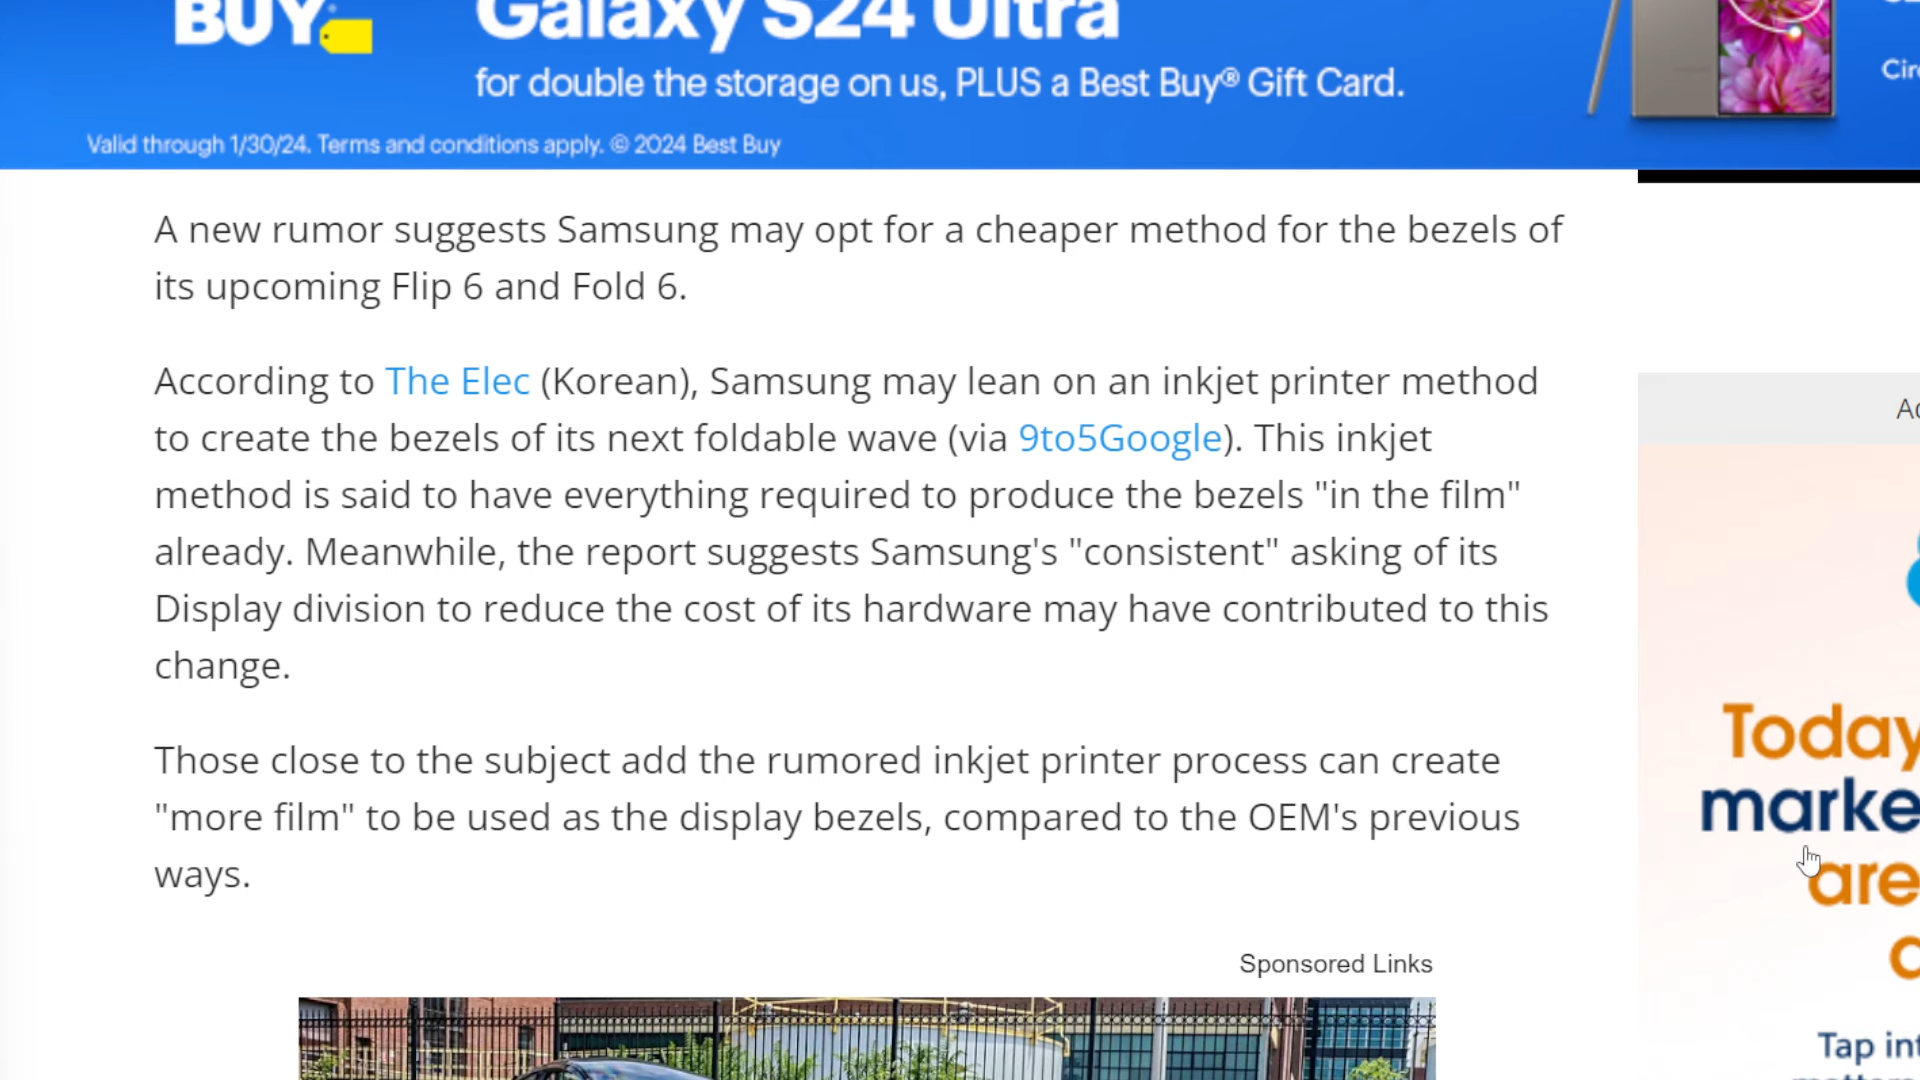 BUY
Galaxy S24 Ultra
for double the storage on us, PLUS a Best Buy® Gift Card.
Valid through 1/30/24. Terms and conditions apply. © 2024 Best Buy
A new rumor suggests Samsung may opt for a cheaper method for the bezels of
its upcoming Flip 6 and Fold 6.
According to The Elec (Korean), Samsung may lean on an inkjet printer method
to create the bezels of its next foldable wave (via 9to5Google). This inkjet
method is said to have everything required to produce the bezels "in the film"
already. Meanwhile, the report suggests Samsung's "consistent" asking of its
Display division to reduce the cost of its hardware may have contributed to this
change.
Those close to the subject add the rumored inkjet printer process can create
"more film" to be used as the display bezels, compared to the OEM's previous
ways.
Sponsored Links
Today
marke
are
Tap int